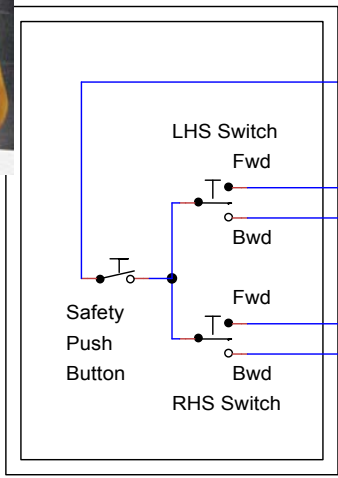 LHS Switch
Fwd
Bwd
Safety
Push
Button
Fwd
Bwd
RHS Switch